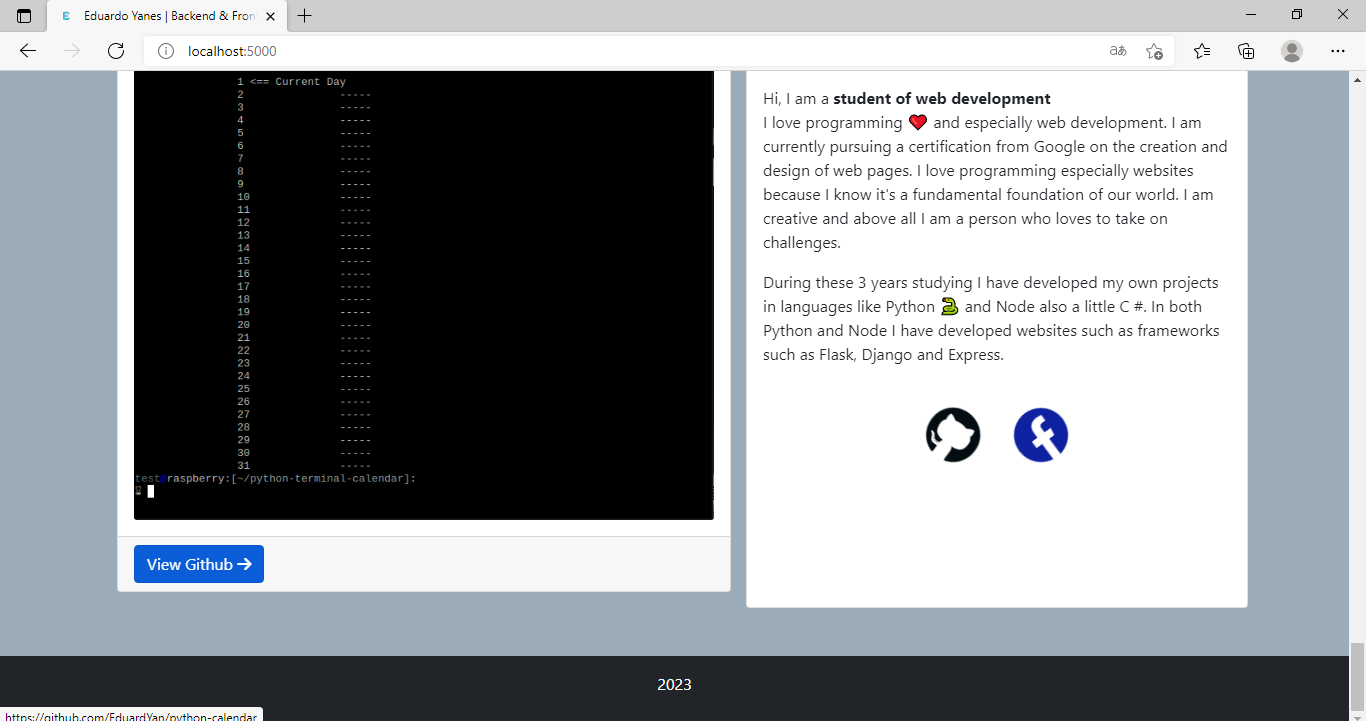 Eduardo Yanes | Backend & Fron
localhost:5000
aあ
1 <== Current Day
2 -----
3 -----
4 -----
5 -----
6 -----
7 -----
8 -----
9 -----
10 -----
11 -----
12 -----
13 -----
14 -----
15 -----
16 -----
17 -----
18 -----
19 -----
20 -----
21 -----
22 -----
23 -----
24 -----
25 -----
26 -----
27 -----
28 -----
29 -----
30 -----
31 -----
test raspberry:[~/python-terminal-calendar]:
View Github
Hi, I am a student of web development
I love programming ❤️ and especially web development. I am
currently pursuing a certification from Google on the creation and
design of web pages. I love programming especially websites
because I know it's a fundamental foundation of our world. I am
creative and above all I am a person who loves to take on
challenges.
During these 3 years studying I have developed my own projects
in languages like Python 🐍 and Node also a little C #. In both
Python and Node I have developed websites such as frameworks
such as Flask, Django and Express.
2023
https://github.com/EduardYan/python-calendar